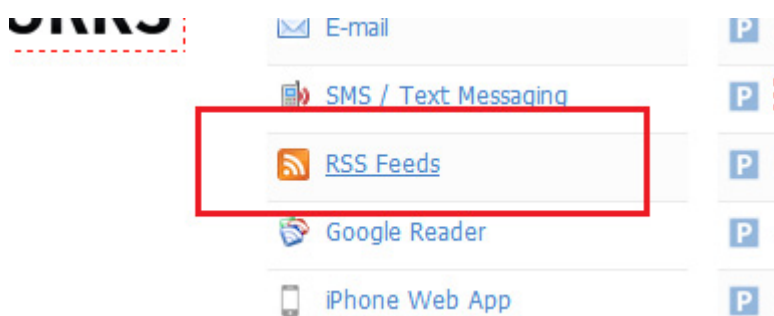 E-mail P
SMS / Text Messaging P
RSS Feeds P
Google Reader P
iPhone Web App P